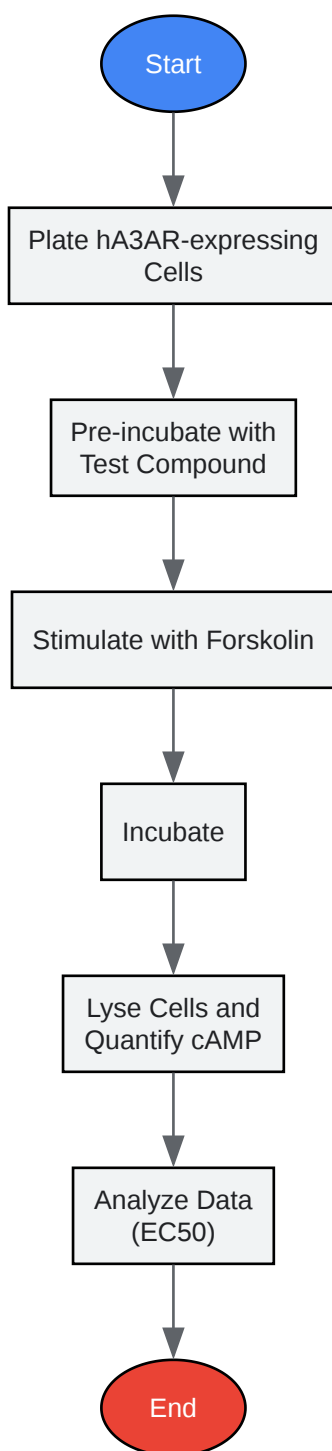 Start
Plate hA3AR-expressing
Cells
Pre-incubate with
Test Compound
Stimulate with Forskolin
Incubate
Lyse Cells and
Quantify cAMP
Analyze Data
(EC50)
End